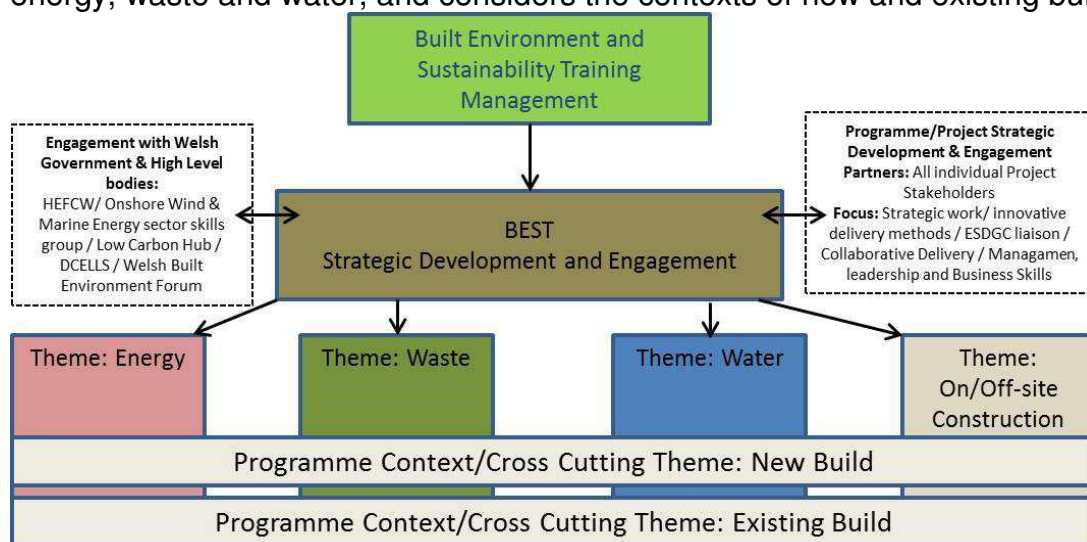 energy, waste and water, and considers the contexts of new and existing bui
Built Environment and
Sustainability Training
Management
Engagement with Welsh
Government & High Level
bodies:
HEFCW/ Onshore Wind &
Marine Energy sector skills
group / Low Carbon Hub /
DCELLS / Welsh Built
Environment Forum
BEST
Strategic Development and Engagement
Programme/Project Strategic
Development & Engagement
Partners: All individual Project
Stakeholders
Focus: Strategic work/ innovative
delivery methods / ESDGC liaison /
Collaborative Delivery / Managamen,
leadership and Business Skills
Theme: Energy
Theme: Waste
Theme: Water
Theme:
On/Off-site
Construction
Programme Context/Cross Cutting Theme: New Build
Programme Context/Cross Cutting Theme: Existing Build